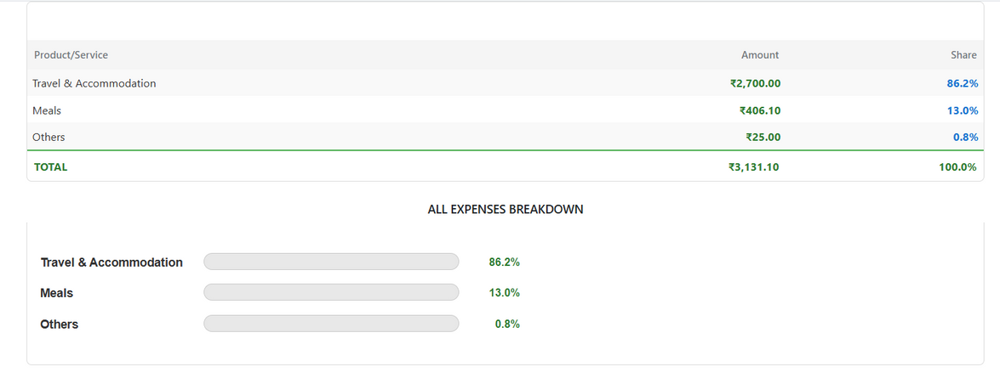 Product/Service Amount Share
Travel & Accommodation ₹2,700.00 86.2%
Meals ₹406.10 13.0%
Others ₹25.00 0.8%
TOTAL ₹3,131.10 100.0%
ALL EXPENSES BREAKDOWN
Travel & Accommodation 86.2%
Meals 13.0%
Others 0.8%